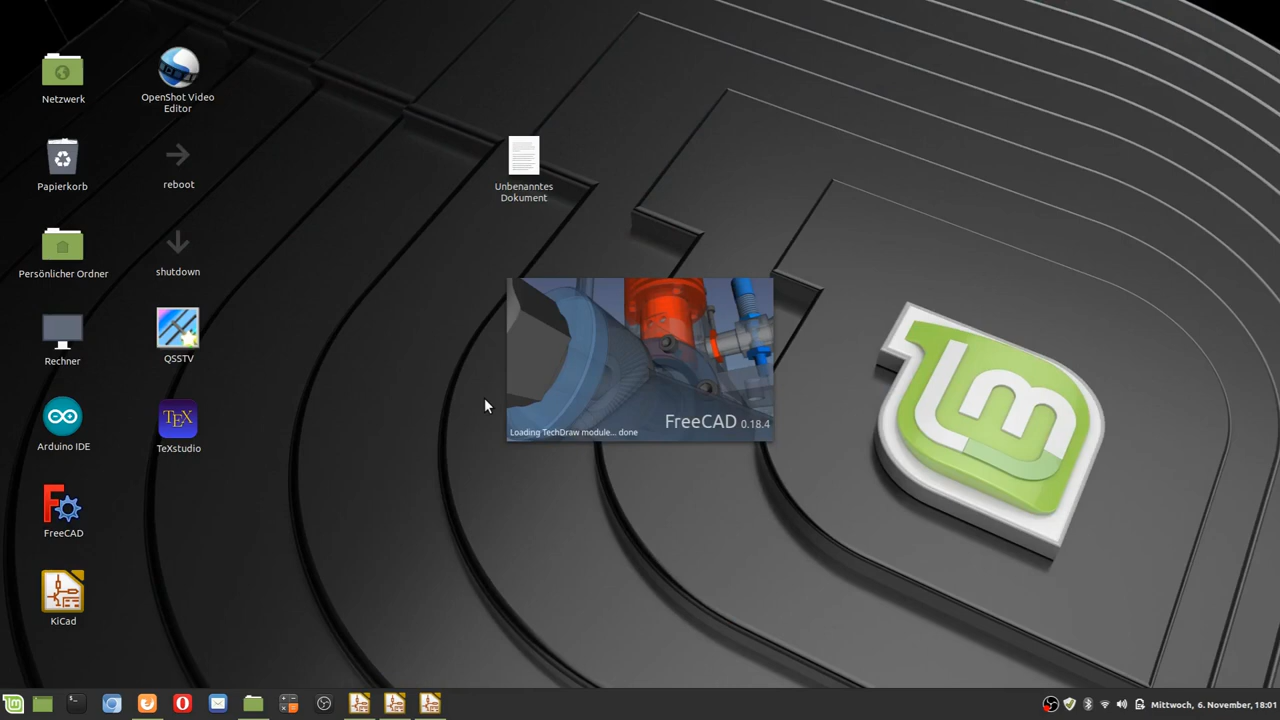 Netzwerk
OpenShot Video
Editor
Papierkorb
reboot
Unbenanntes
Dokument
Persönlicher Ordner
shutdown
Rechner
QSSTV
Arduino IDE
TEX
TeXstudio
FreeCAD 0.18.4
Loading TechDraw module... done
FreeCAD
KiCad
Mittwoch, 6. November, 18:01